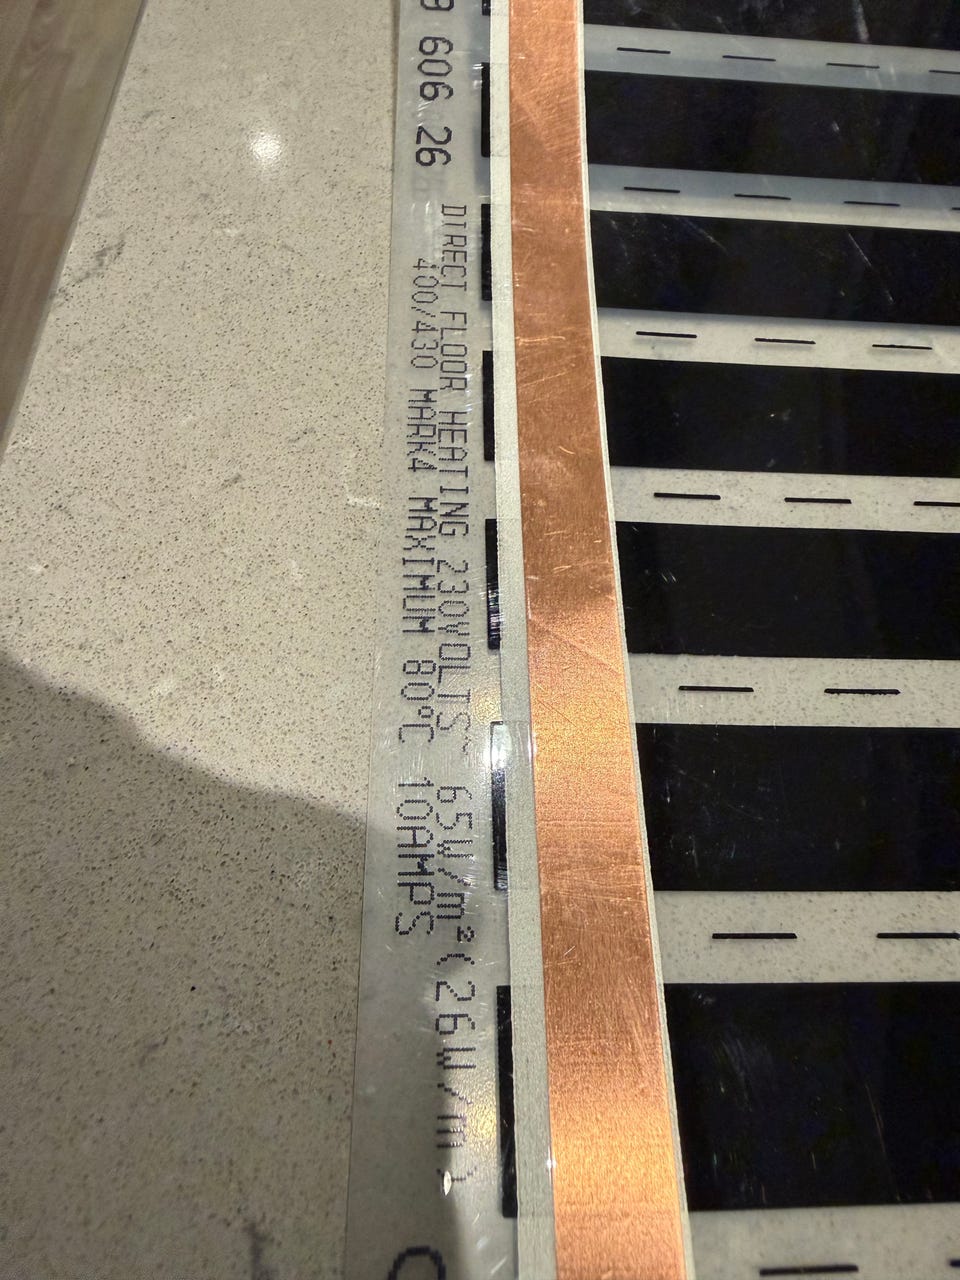 606 26
DIRECT FLOOR HEATING 230VOLTS~ 65W/m²(26W/m)
400/430 MARK4 MAXIMUM 80°C 10AMPS